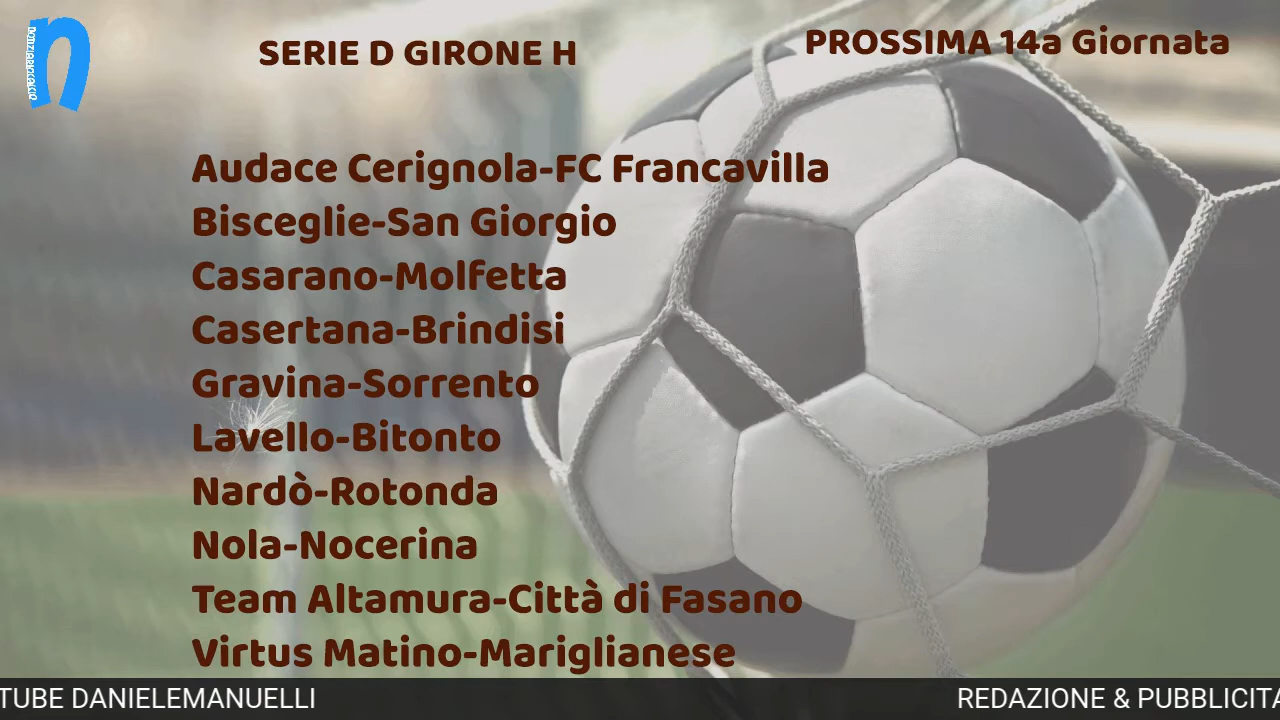 SERIE D GIRONE H
PROSSIMA 14a Giornata
Audace Cerignola-FC Francavilla
Bisceglie-San Giorgio
Casarano-Molfetta
Casertana-Brindisi
Gravina-Sorrento
Lavello-Bitonto
Nardò-Rotonda
Nola-Nocerina
Team Altamura-Città di Fasano
Virtus Matino-Mariglianese
TUBE DANIELEMANUELLI
REDAZIONE & PUBBLICITÀ